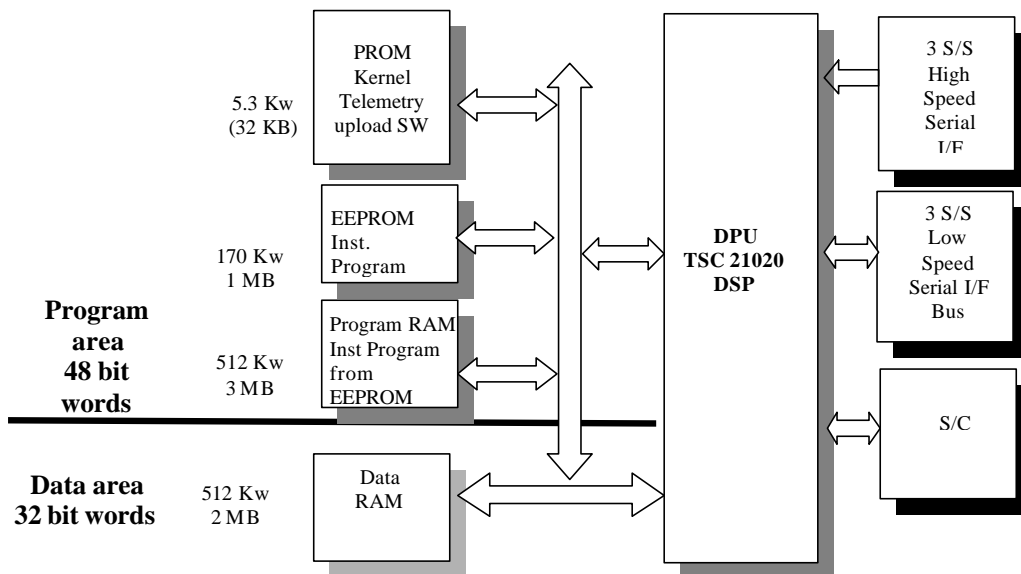 PROM
Kernel
Telemetry
upload SW
5.3 Kw
(32 KB)
EEPROM
Inst.
Program
170 Kw
1 MB
Program
area
48 bit
words
Program RAM
Inst Program
from
EEPROM
512 Kw
3 MB
Data area
32 bit words
512 Kw
2 MB
Data
RAM
DPU
TSC 21020
DSP
3 S/S
High
Speed
Serial
I/F
3 S/S
Low
Speed
Serial I/F
Bus
S/C